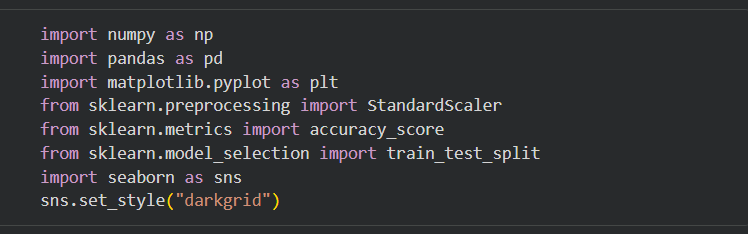 import numpy as np
import pandas as pd
import matplotlib.pyplot as plt
from sklearn.preprocessing import StandardScaler
from sklearn.metrics import accuracy_score
from sklearn.model_selection import train_test_split
import seaborn as sns
sns.set_style("darkgrid")